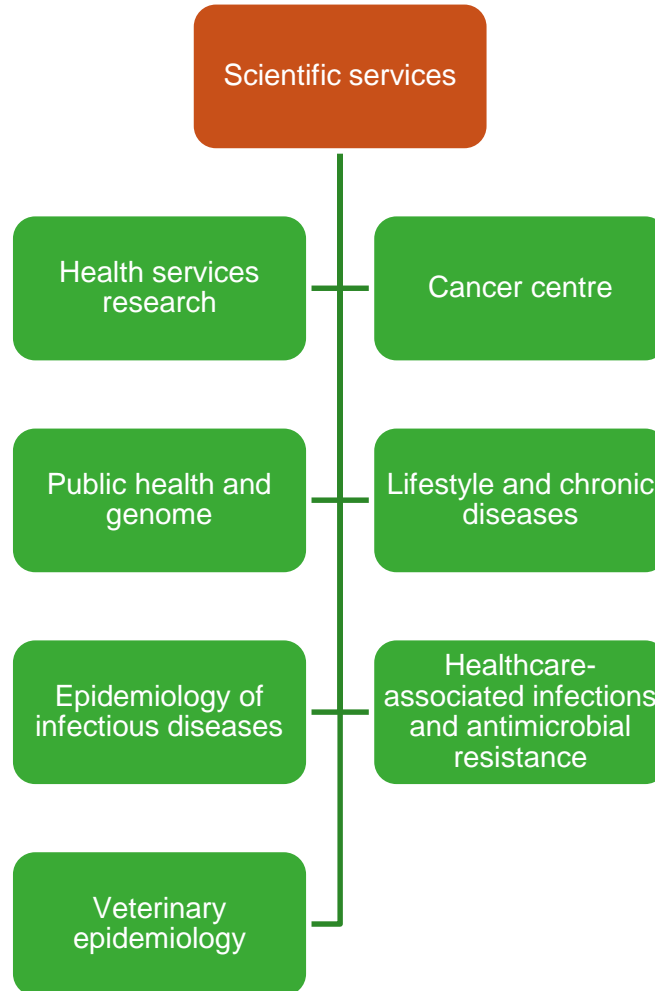 Scientific services
Health services
research
Cancer centre
Public health and
genome
Lifestyle and chronic
diseases
Epidemiology of
infectious diseases
Healthcare-
associated infections
and antimicrobial
resistance
Veterinary
epidemiology